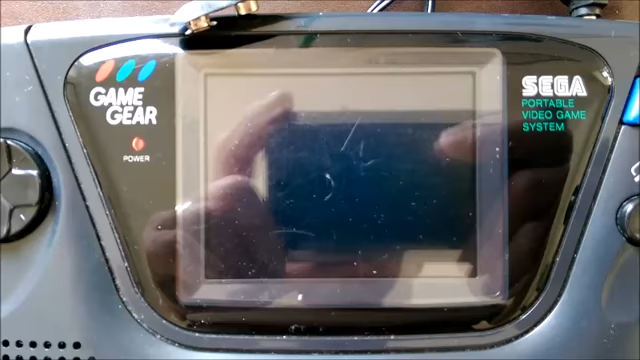 GAME
GEAR
POWER
SEGA
PORTABLE
VIDEO GAME
SYSTEM